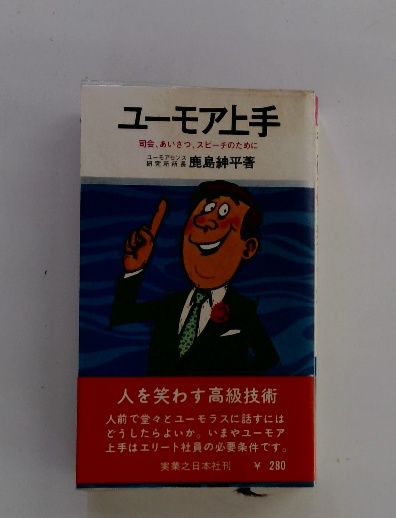 ユーモア上手
司会、あいさつ、スピーチのために
ユーモアセンス
研究所所長 鹿島紳平著
人を笑わす高級技術
人前で堂々とユーモラスに話すには
どうしたらよいか。いまやユーモア
上手はエリート社員の必要条件です。
実業之日本社刊 ¥ 280